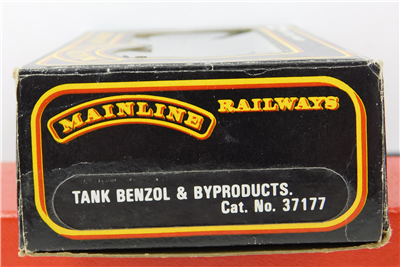 MAINLINE RAILWAYS
TANK BENZOL & BYPRODUCTS.
Cat. No. 37177